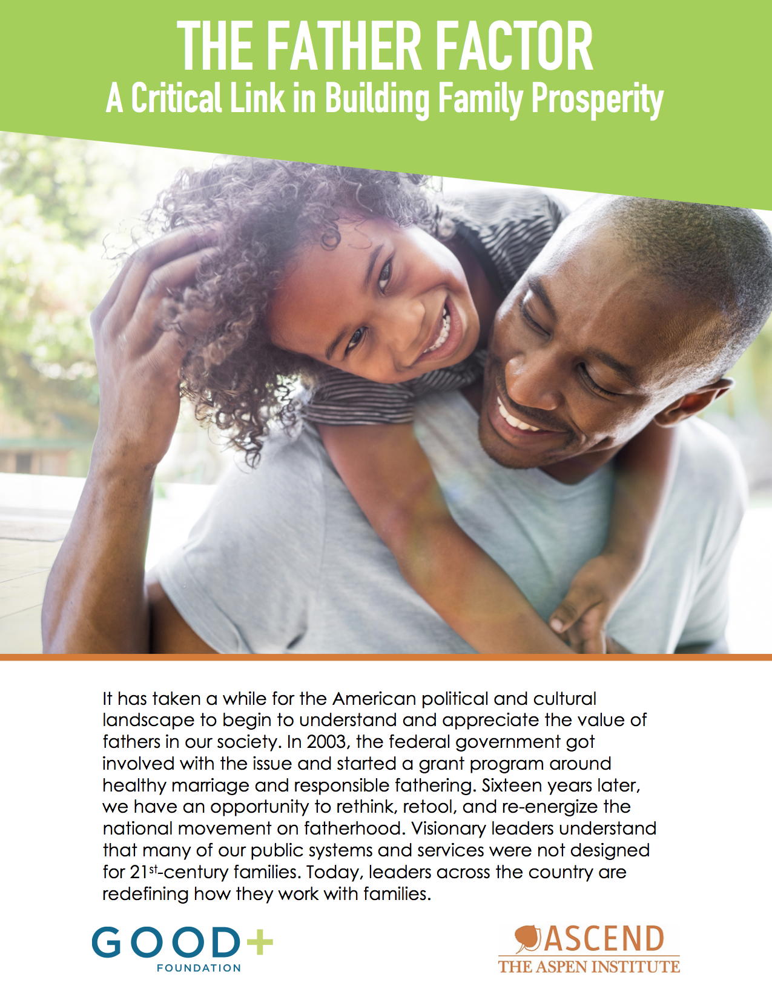 THE FATHER FACTOR
A Critical Link in Building Family Prosperity
It has taken a while for the American political and cultural
landscape to begin to understand and appreciate the value of
fathers in our society. In 2003, the federal government got
involved with the issue and started a grant program around
healthy marriage and responsible fathering. Sixteen years later,
we have an opportunity to rethink, retool, and re-energize the
national movement on fatherhood. Visionary leaders understand
that many of our public systems and services were not designed
for 21st-century families. Today, leaders across the country are
redefining how they work with families.
GOOD+
FOUNDATION
ASCEND
THE ASPEN INSTITUTE